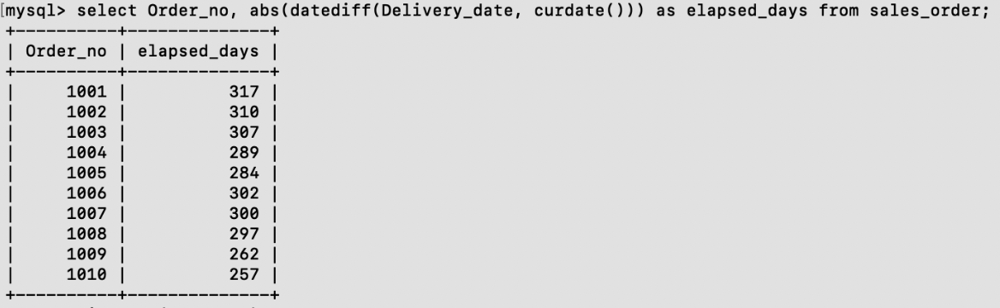 [mysql> select Order_no, abs(datediff(Delivery_date, curdate())) as elapsed_days from sales_order;
+----------+--------------+
| Order_no | elapsed_days |
+----------+--------------+
|     1001 |          317 |
|     1002 |          310 |
|     1003 |          307 |
|     1004 |          289 |
|     1005 |          284 |
|     1006 |          302 |
|     1007 |          300 |
|     1008 |          297 |
|     1009 |          262 |
|     1010 |          257 |
+----------+--------------+